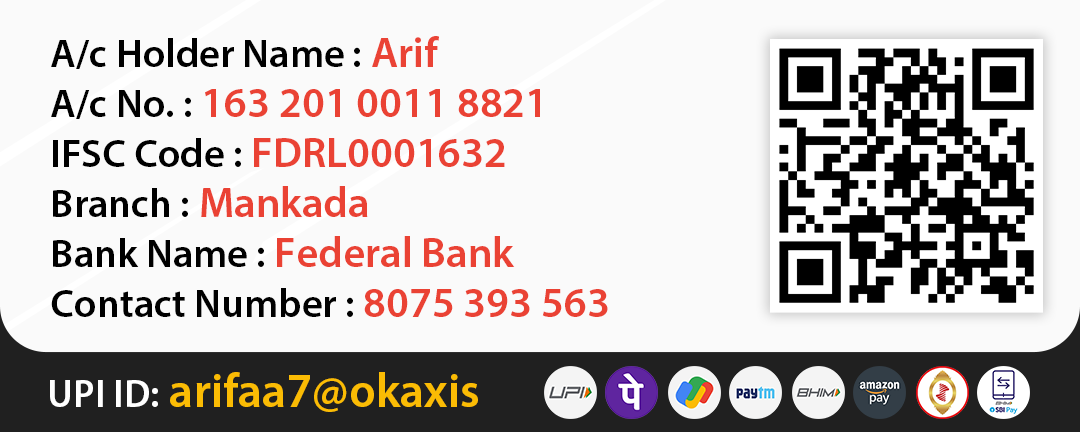 A/c Holder Name : Arif
A/c No. : 163 201 0011 8821
IFSC Code : FDRL0001632
Branch : Mankada
Bank Name : Federal Bank
Contact Number : 8075 393 563
UPI ID: arifaa7@okaxis
UPI
पे
paytm
BHIM
amazon pay
SBI Pay